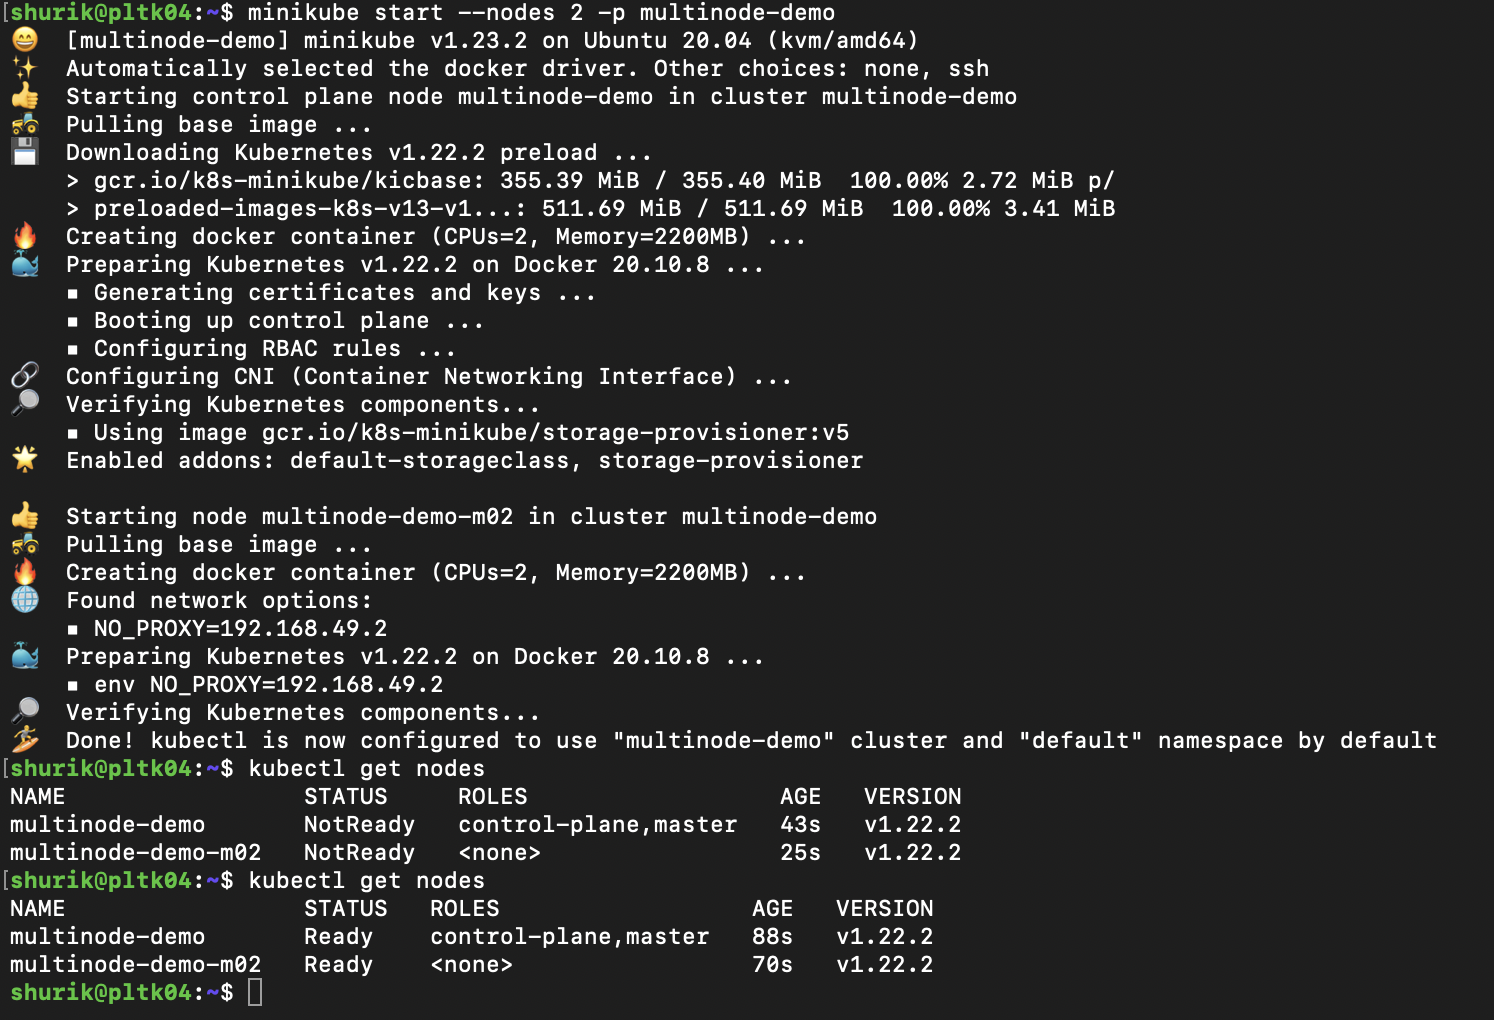 [shurik@pltk04:~$ minikube start --nodes 2 -p multinode-demo
😄  [multinode-demo] minikube v1.23.2 on Ubuntu 20.04 (kvm/amd64)
✨  Automatically selected the docker driver. Other choices: none, ssh
👍  Starting control plane node multinode-demo in cluster multinode-demo
🚜  Pulling base image ...
💾  Downloading Kubernetes v1.22.2 preload ...
    > gcr.io/k8s-minikube/kicbase: 355.39 MiB / 355.40 MiB  100.00% 2.72 MiB p/
    > preloaded-images-k8s-v13-v1...: 511.69 MiB / 511.69 MiB  100.00% 3.41 MiB
🔥  Creating docker container (CPUs=2, Memory=2200MB) ...
🐳  Preparing Kubernetes v1.22.2 on Docker 20.10.8 ...
    ▪ Generating certificates and keys ...
    ▪ Booting up control plane ...
    ▪ Configuring RBAC rules ...
🔗  Configuring CNI (Container Networking Interface) ...
🔎  Verifying Kubernetes components...
    ▪ Using image gcr.io/k8s-minikube/storage-provisioner:v5
🌟  Enabled addons: default-storageclass, storage-provisioner
👍  Starting node multinode-demo-m02 in cluster multinode-demo
🚜  Pulling base image ...
🔥  Creating docker container (CPUs=2, Memory=2200MB) ...
🌐  Found network options:
    ▪ NO_PROXY=192.168.49.2
🐳  Preparing Kubernetes v1.22.2 on Docker 20.10.8 ...
    ▪ env NO_PROXY=192.168.49.2
🔎  Verifying Kubernetes components...
🏄  Done! kubectl is now configured to use "multinode-demo" cluster and "default" namespace by default
[shurik@pltk04:~$ kubectl get nodes
NAME                 STATUS     ROLES                  AGE   VERSION
multinode-demo       NotReady   control-plane,master   43s   v1.22.2
multinode-demo-m02   NotReady   <none>                 25s   v1.22.2
[shurik@pltk04:~$ kubectl get nodes
NAME                 STATUS   ROLES                  AGE   VERSION
multinode-demo       Ready    control-plane,master   88s   v1.22.2
multinode-demo-m02   Ready    <none>                 70s   v1.22.2
shurik@pltk04:~$